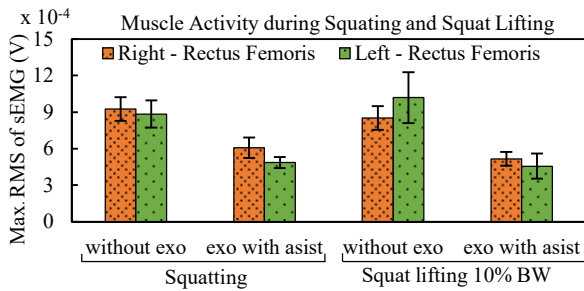 x 10-4
Muscle Activity during Squating and Squat Lifting
Right - Rectus Femoris
Left - Rectus Femoris
Max. RMS of sEMG (V)
15
12
9
6
3
0
without exo
exo with asist
without exo
exo with asist
Squatting
Squat lifting 10% BW